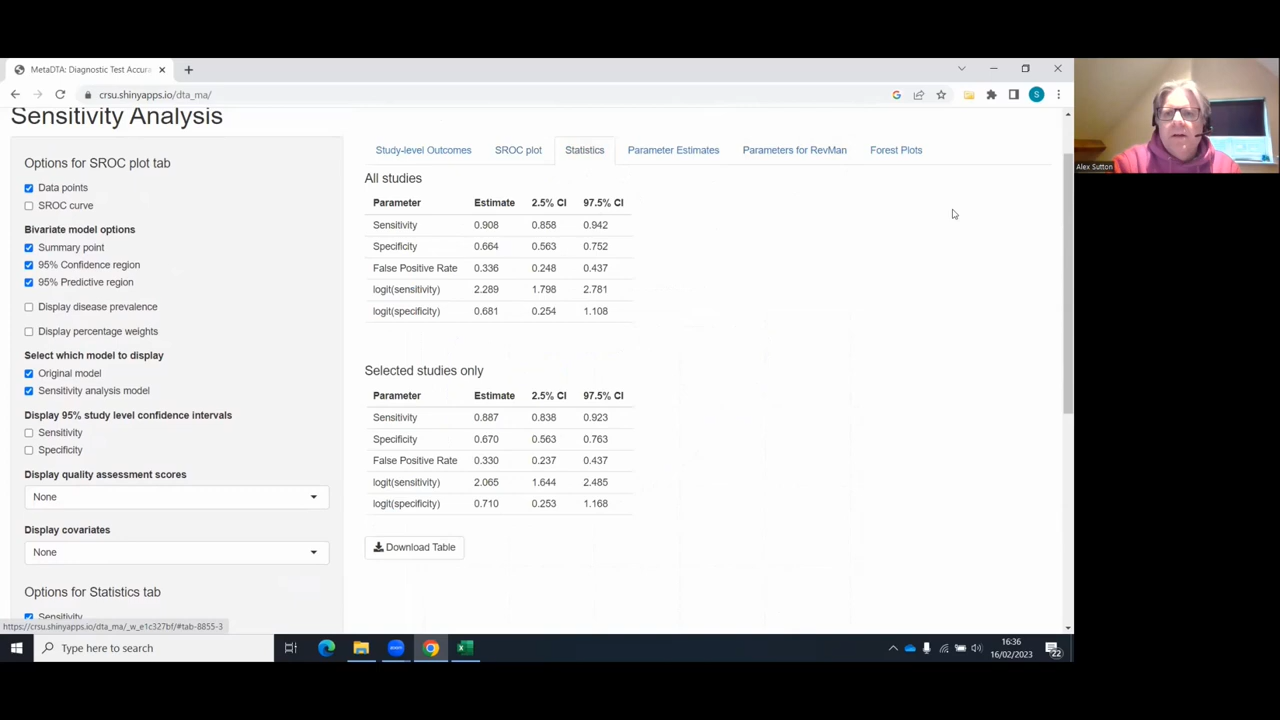 MetaDTA: Diagnostic Test Accura
crsu.shinyapps.io/dta_ma/
S
Alex Sutton
Sensitivity Analysis
Options for SROC plot tab
Data points
SROC curve
Bivariate model options
Summary point
95% Confidence region
95% Predictive region
Display disease prevalence
Display percentage weights
Select which model to display
Original model
Sensitivity analysis model
Display 95% study level confidence intervals
Sensitivity
Specificity
Display quality assessment scores
None
Display covariates
None
Options for Statistics tab
Sensitivity
Study-level Outcomes SROC plot Statistics Parameter Estimates Parameters for RevMan Forest Plots
All studies
Parameter Estimate 2.5% CI 97.5% CI
Sensitivity 0.908 0.858 0.942
Specificity 0.664 0.563 0.752
False Positive Rate 0.336 0.248 0.437
logit(sensitivity) 2.289 1.798 2.781
logit(specificity) 0.681 0.254 1.108
Selected studies only
Parameter Estimate 2.5% CI 97.5% CI
Sensitivity 0.887 0.838 0.923
Specificity 0.670 0.563 0.763
False Positive Rate 0.330 0.237 0.437
logit(sensitivity) 2.065 1.644 2.485
logit(specificity) 0.710 0.253 1.168
Download Table
https://crsu.shinyapps.io/dta_ma/_w_e1c327bf/#tab-8855-3
Type here to search
zoom
16:36
16/02/2023
22